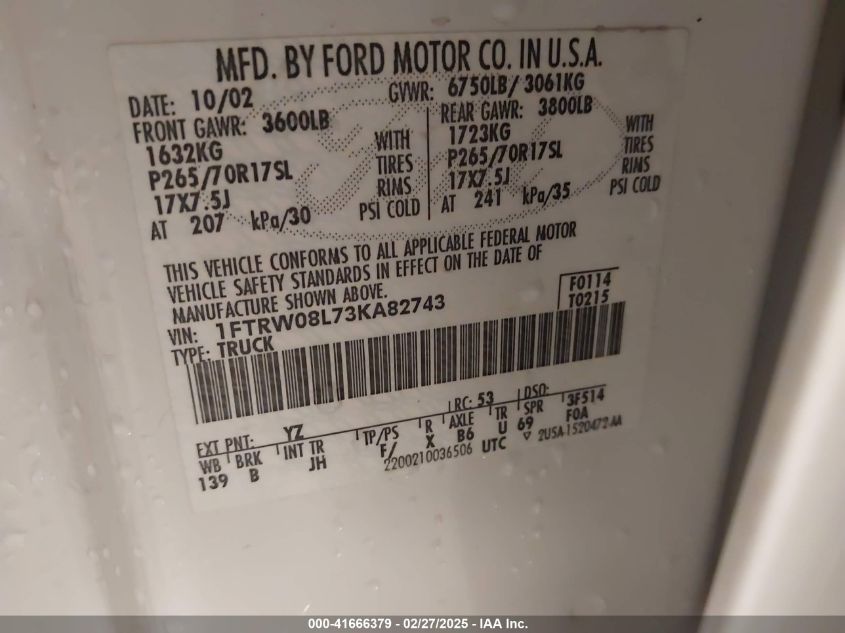 MFD. BY FORD MOTOR CO. IN U.S.A.
DATE: 10/02 GVWR: 6750LB/ 3061KG
FRONT GAWR: 3600LB REAR GAWR: 3800LB
1632KG WITH 1723KG WITH
P265/70R17SL TIRES P265/70R17SL TIRES
17X7.5J RIMS 17X7.5J RIMS
AT 207 kPa/30 PSI COLD AT 241 kPa/35 PSI COLD
THIS VEHICLE CONFORMS TO ALL APPLICABLE FEDERAL MOTOR
VEHICLE SAFETY STANDARDS IN EFFECT ON THE DATE OF
MANUFACTURE SHOWN ABOVE.
F0114
VIN: 1FTRW08L73KA82743 T0215
TYPE: TRUCK
EXT PNT: YZ RC: 53 DSO:
WB BRK INT TR TP/PS R AXLE TR SPR 3F514
139 B JH F/ X B6 U 69 F0A
2200210036506 UTC ▽ 2U5A-1520472-AA
000-41666379 - 02/27/2025 - IAA Inc.